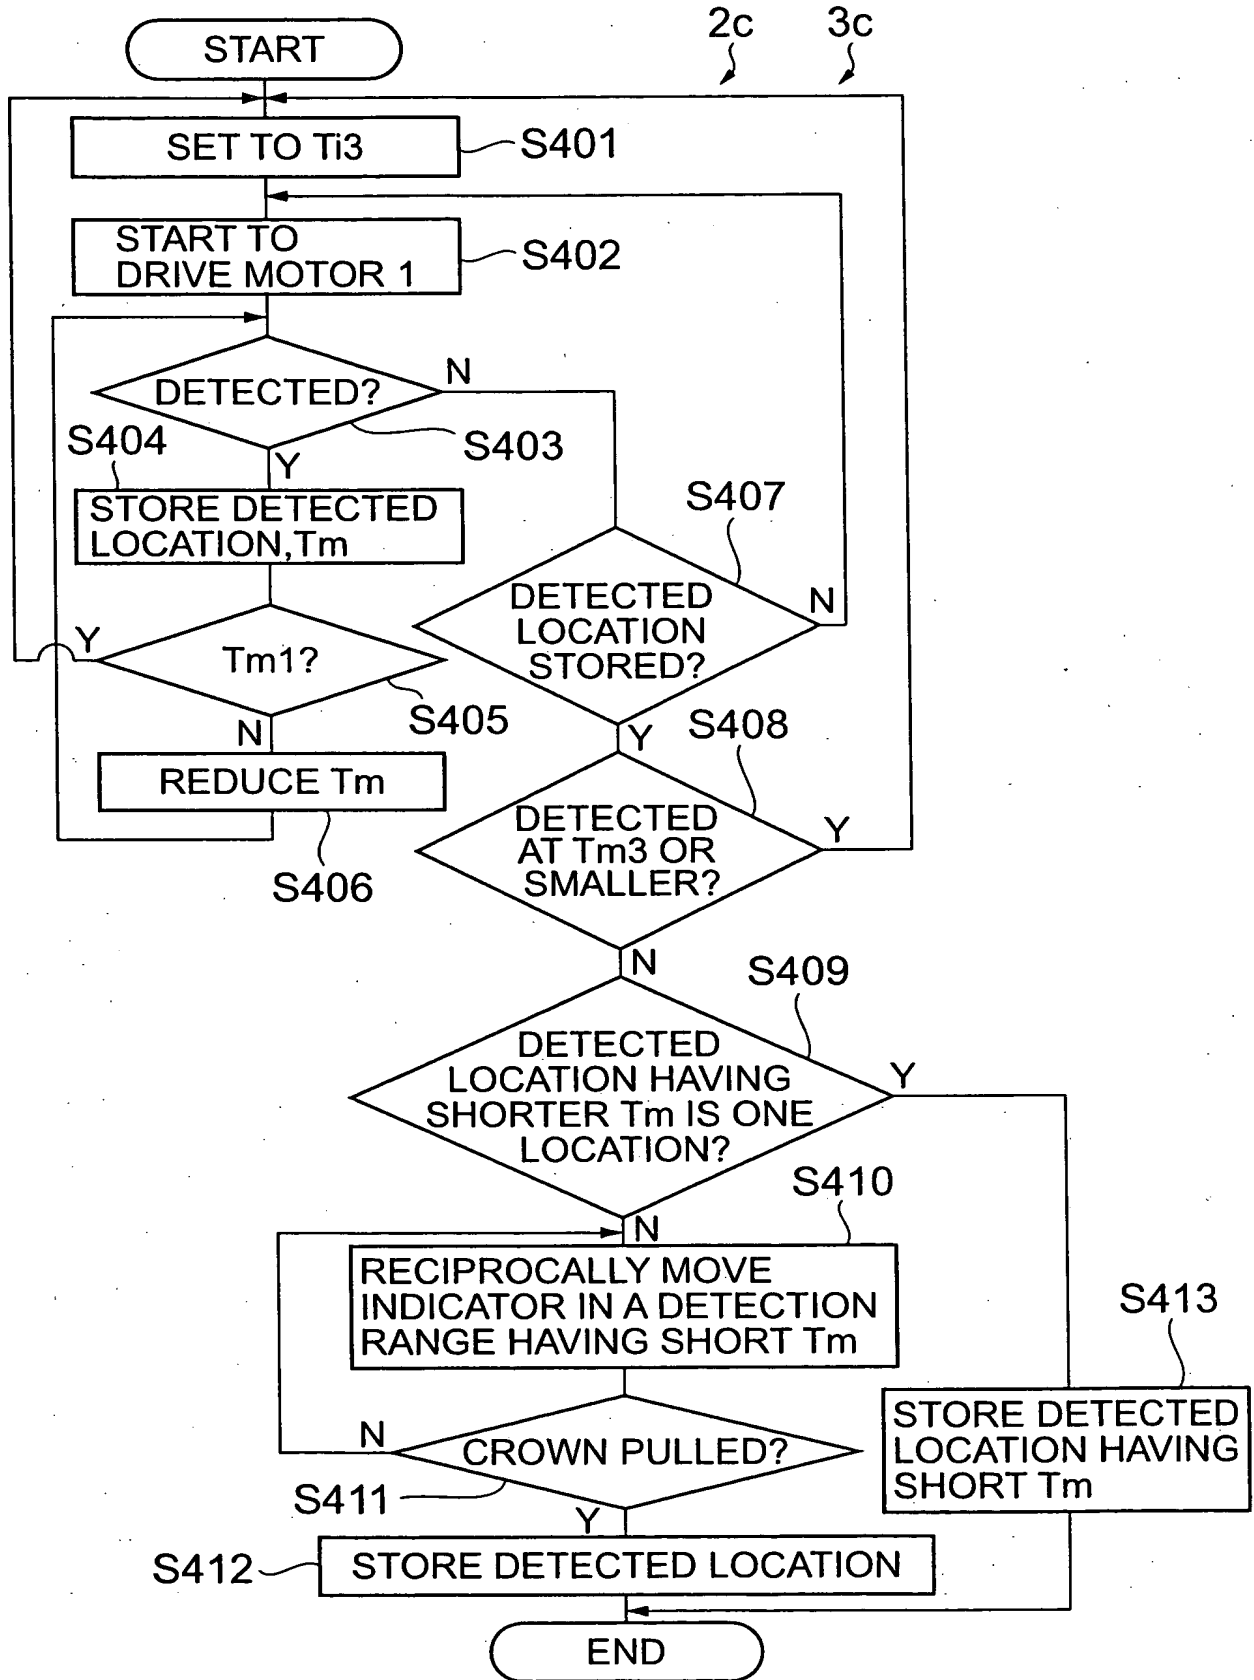 2c
3c
START
SET TO Ti3
S401
START TO
DRIVE MOTOR 1
S402
DETECTED?
N
S403
Y
S404
STORE DETECTED
LOCATION,Tm
S407
DETECTED
LOCATION
STORED?
N
Y
Tm1?
Y
S405
N
S408
REDUCE Tm
S406
DETECTED
AT Tm3 OR
SMALLER?
Y
N
S409
DETECTED
LOCATION HAVING
SHORTER Tm IS ONE
LOCATION?
Y
N
S410
RECIPROCALLY MOVE
INDICATOR IN A DETECTION
RANGE HAVING SHORT Tm
S413
STORE DETECTED
LOCATION HAVING
SHORT Tm
N
CROWN PULLED?
S411
Y
S412
STORE DETECTED LOCATION
END